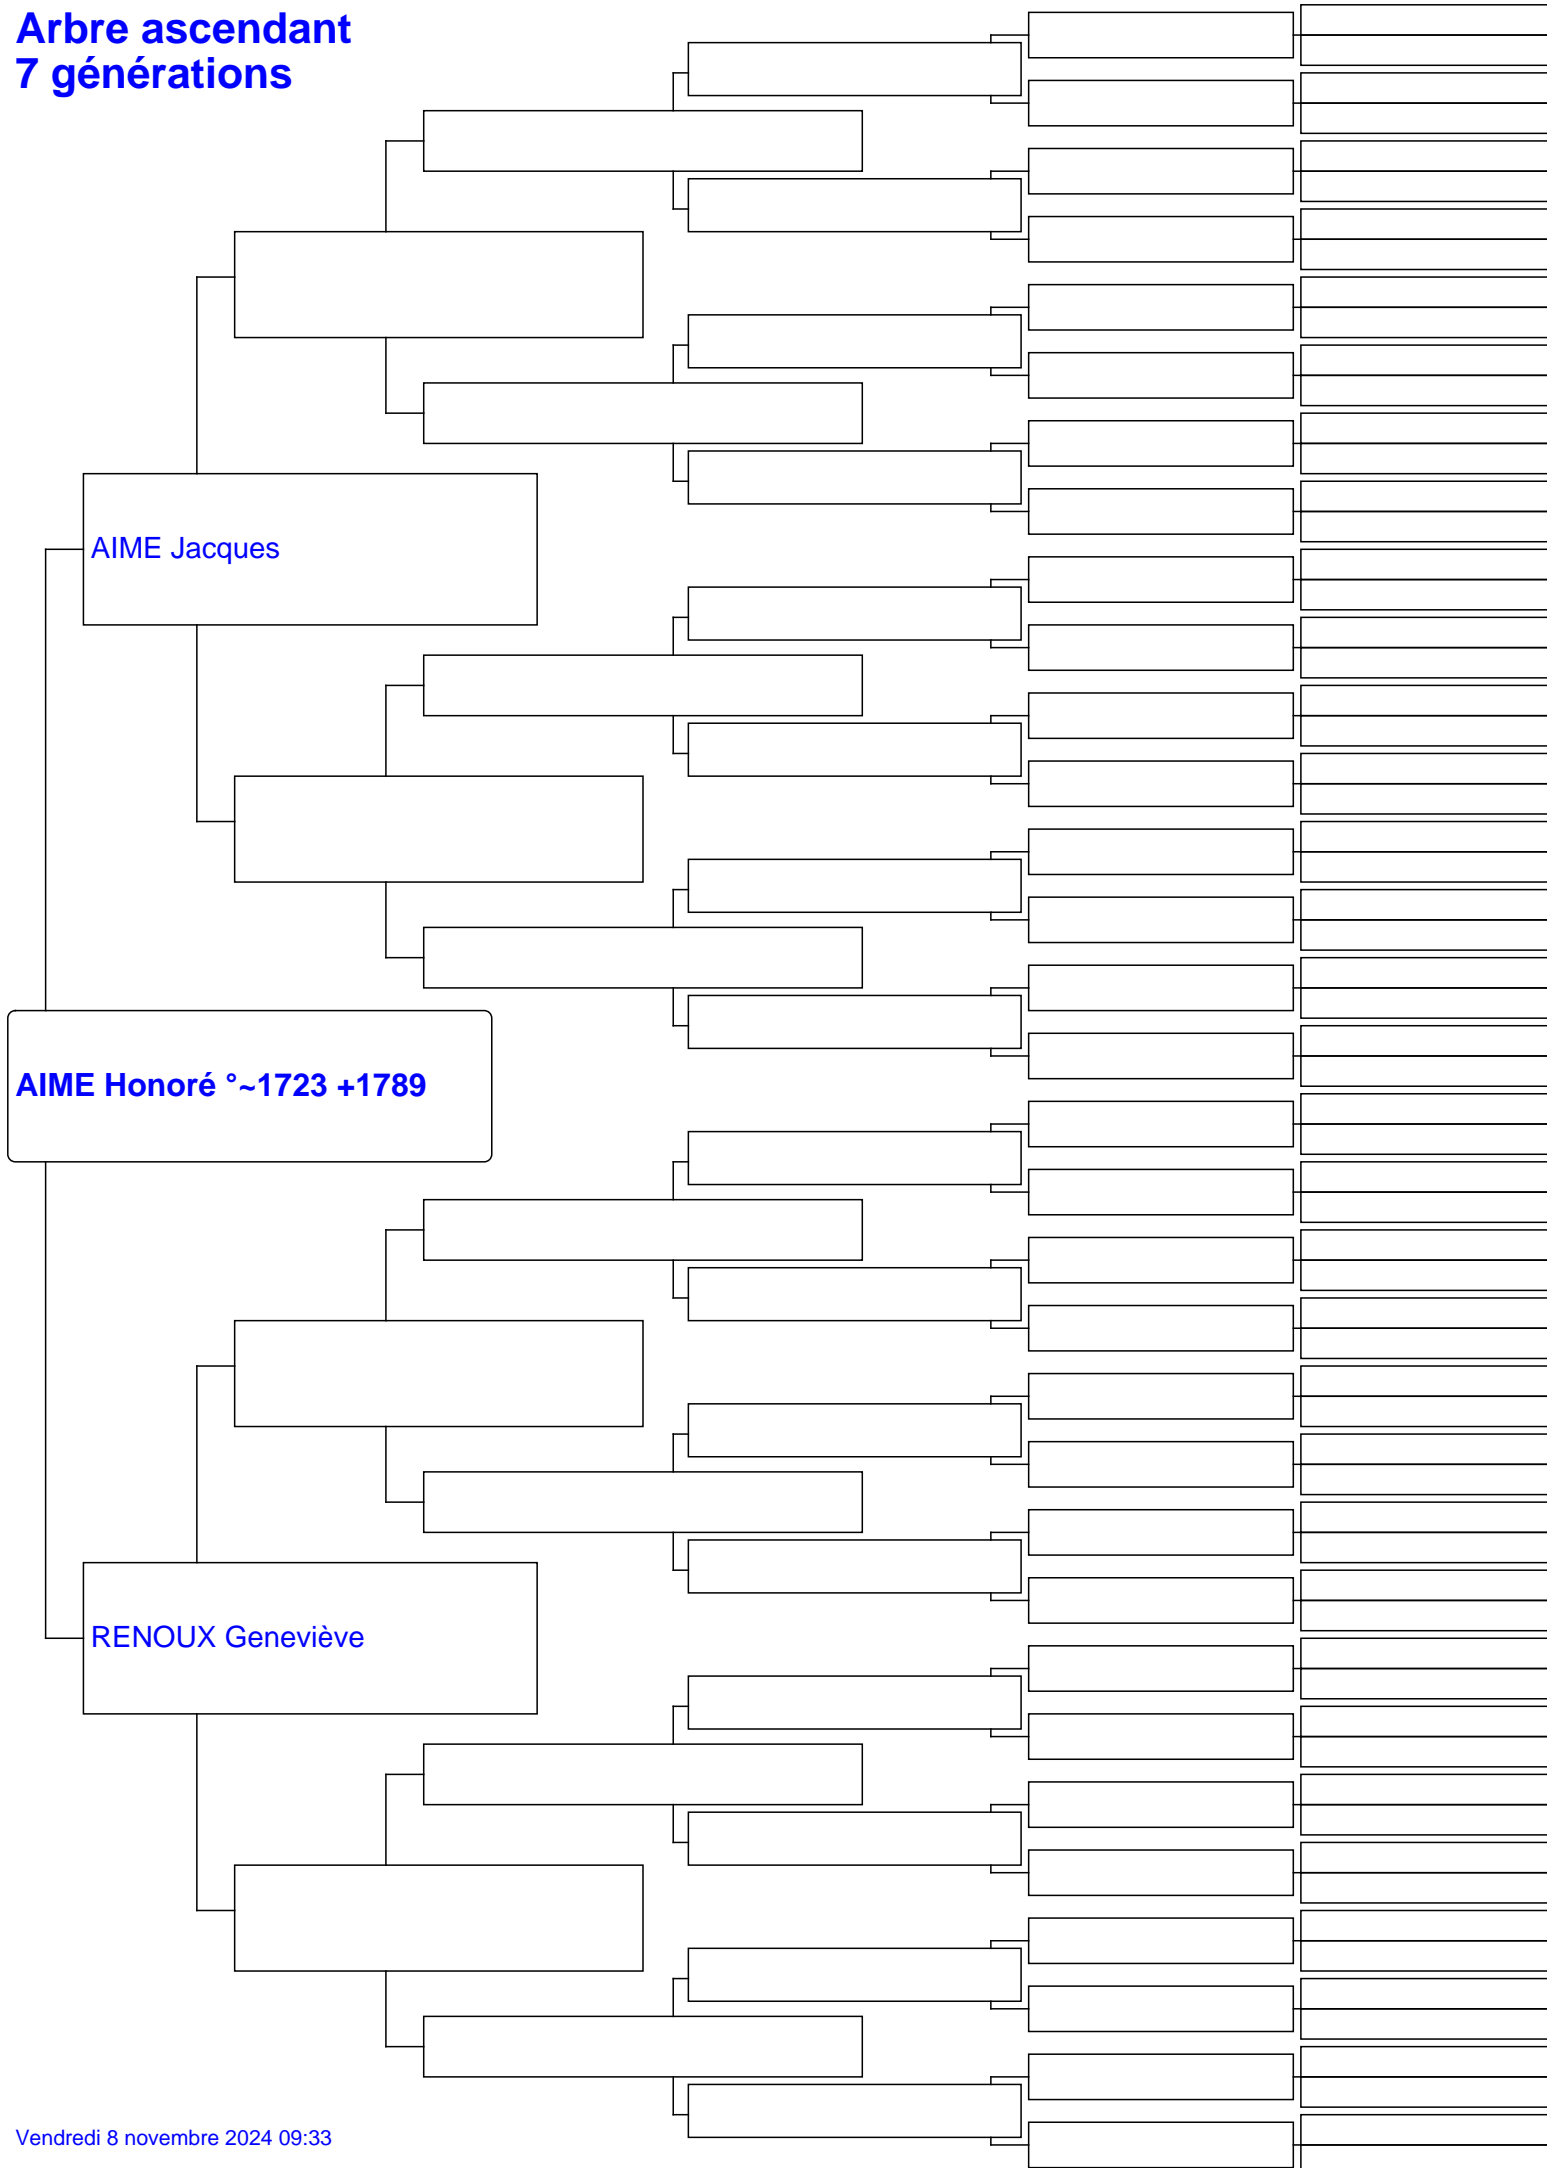 Arbre ascendant
7 générations
AIME Jacques
AIME Honoré °~1723 +1789
RENOUX Geneviève
Vendredi 8 novembre 2024 09:33